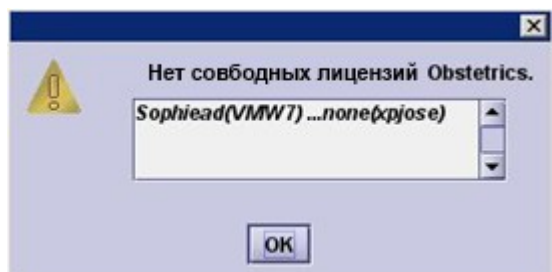 Нет совбодных лицензий Obstetrics.
Sophiead(VMW7) ...none(xpjose)
OK